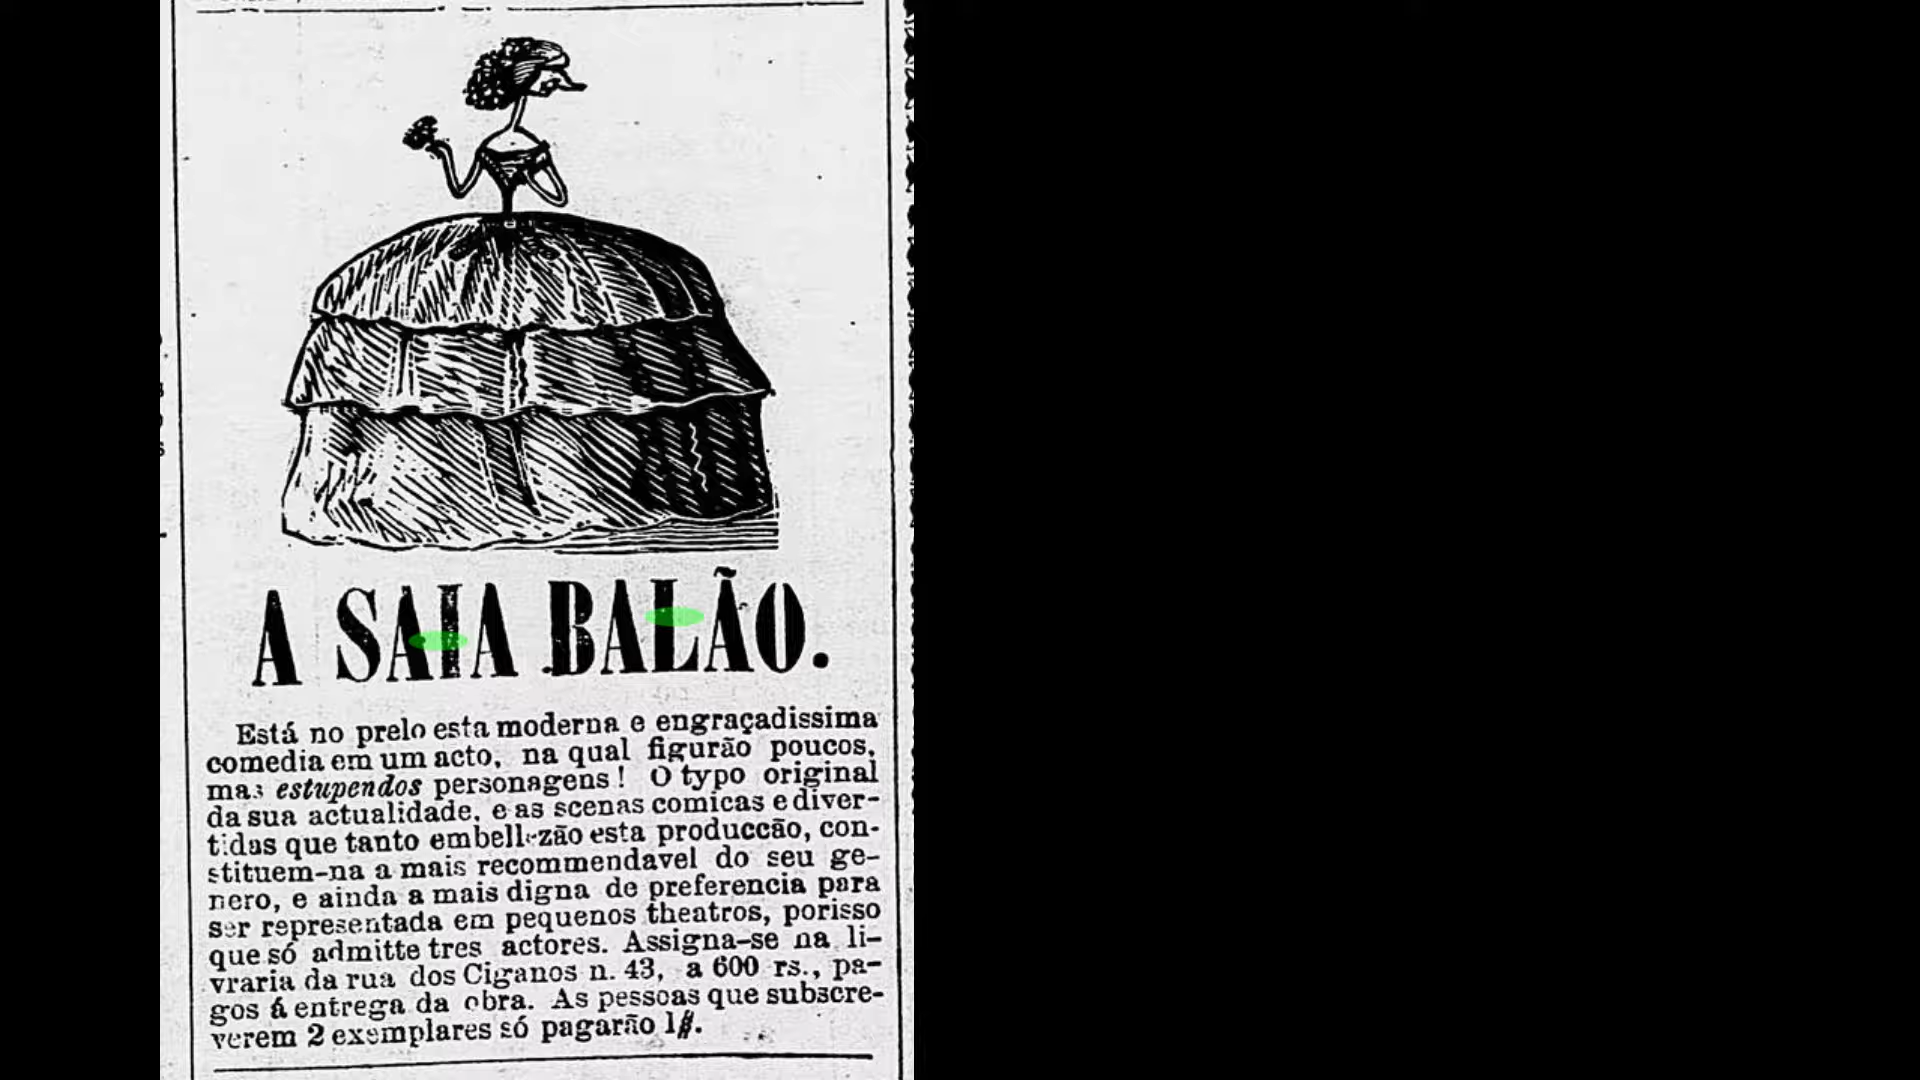 A SAIA BALÃO.
Está no prelo esta moderna e engraçadissima
comedia em um acto, na qual figurão poucos,
mas estupendos personagens! O typo original
da sua actualidade, e as scenas comicas e diver-
tidas que tanto embellezão esta producção, con-
stituem-na a mais recommendavel do seu ge-
nero, e ainda a mais digna de preferencia para
ser representada em pequenos theatros, porisso
que só admitte tres actores. Assigna-se na li-
vraria da rua dos Ciganos n. 43, a 600 rs., pa-
gos á entrega da obra. As pessoas que subscre-
verem 2 exemplares só pagarão 1$.